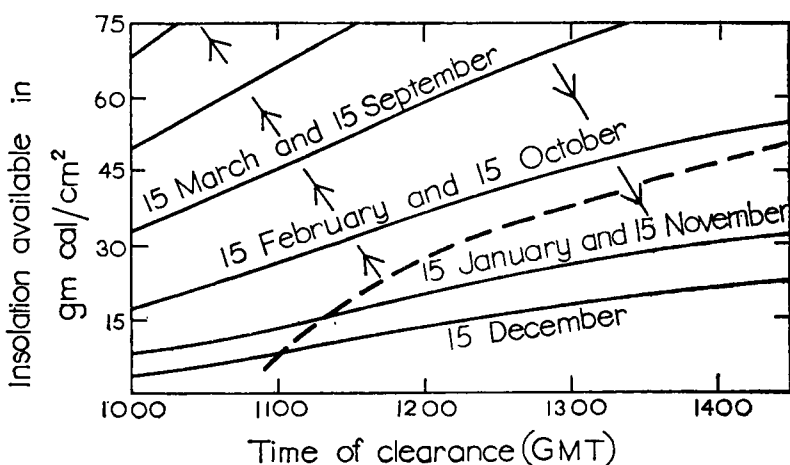 Insolation available in
gm cal/cm²
75
60
45
30
15
15 March and 15 September
15 February and 15 October
15 January and 15 November
15 December
1000 1100 1200 1300 1400
Time of clearance (GMT)